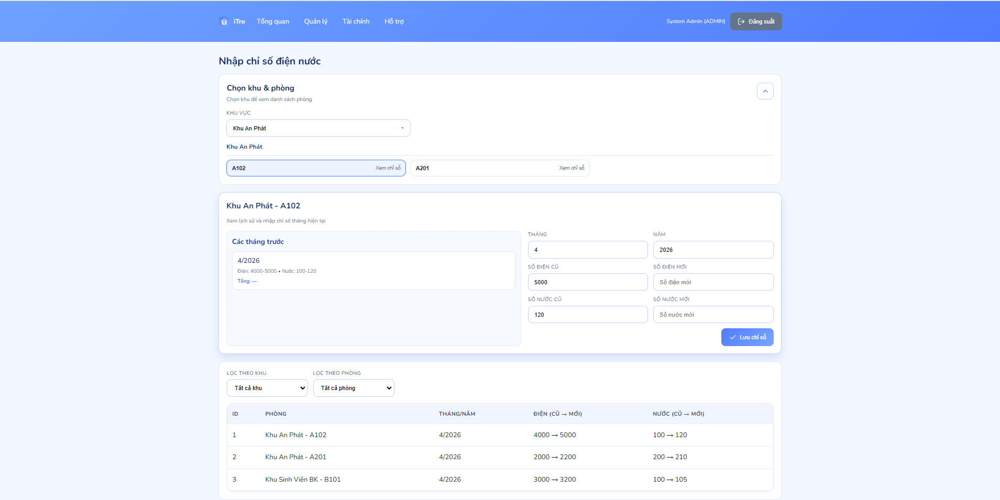 iTro Tổng quan Quản lý Tài chính Hỗ trợ System Admin (ADMIN) Đăng xuất
Nhập chỉ số điện nước
Chọn khu & phòng
Chọn khu để xem danh sách phòng
KHU VỰC
Khu An Phát
Khu An Phát
A102 Xem chỉ số A201 Xem chỉ số
Khu An Phát - A102
Xem lịch sử và nhập chỉ số tháng hiện tại
Các tháng trước
4/2026
Điện: 4000-5000 • Nước: 100-120
Tổng: —
THÁNG NĂM
4 2026
SỐ ĐIỆN CŨ SỐ ĐIỆN MỚI
5000 Số điện mới
SỐ NƯỚC CŨ SỐ NƯỚC MỚI
120 Số nước mới
Lưu chỉ số
LỌC THEO KHU LỌC THEO PHÒNG
Tất cả khu Tất cả phòng
ID PHÒNG THÁNG/NĂM ĐIỆN (CŨ → MỚI) NƯỚC (CŨ → MỚI)
1 Khu An Phát - A102 4/2026 4000 → 5000 100 → 120
2 Khu An Phát - A201 4/2026 2000 → 2200 200 → 210
3 Khu Sinh Viên BK - B101 4/2026 3000 → 3200 100 → 105